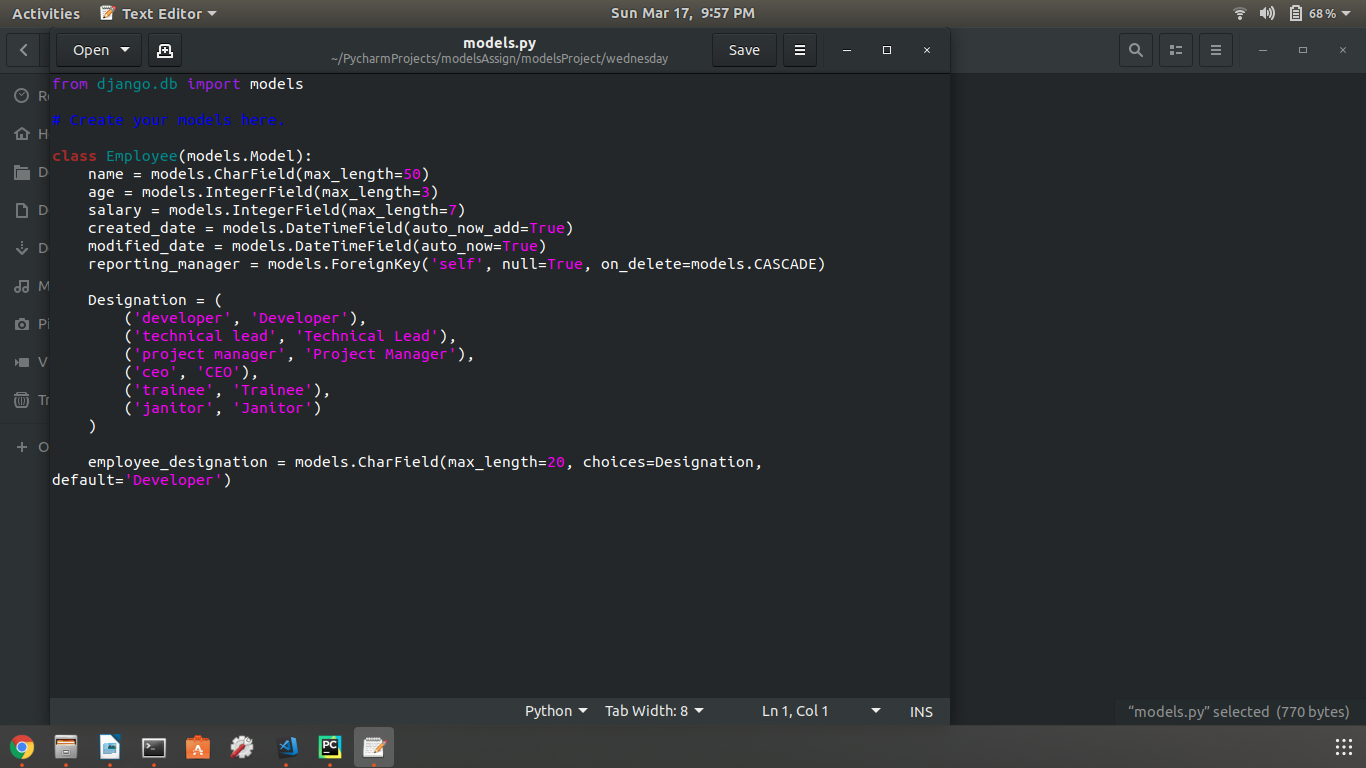 Activities Text Editor Sun Mar 17, 9:57 PM 68%
Open models.py Save
~/PycharmProjects/modelsAssign/modelsProject/wednesday
from django.db import models
# Create your models here.
class Employee(models.Model):
    name = models.CharField(max_length=50)
    age = models.IntegerField(max_length=3)
    salary = models.IntegerField(max_length=7)
    created_date = models.DateTimeField(auto_now_add=True)
    modified_date = models.DateTimeField(auto_now=True)
    reporting_manager = models.ForeignKey('self', null=True, on_delete=models.CASCADE)
    Designation = (
        ('developer', 'Developer'),
        ('technical lead', 'Technical Lead'),
        ('project manager', 'Project Manager'),
        ('ceo', 'CEO'),
        ('trainee', 'Trainee'),
        ('janitor', 'Janitor')
    )
    employee_designation = models.CharField(max_length=20, choices=Designation,
default='Developer')
Python Tab Width: 8 Ln 1, Col 1 INS
“models.py” selected (770 bytes)
PC